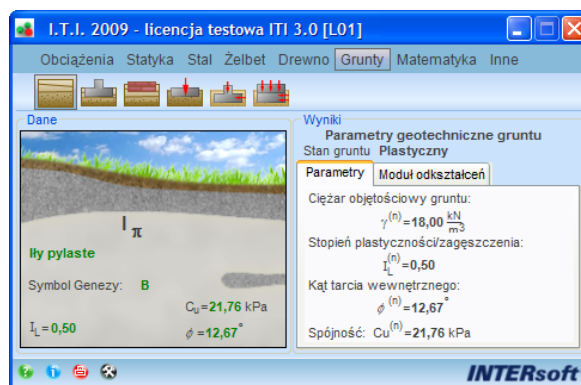 I.T.I. 2009 - licencja testowa ITI 3.0 [L01]
Obciążenia Statyka Stal Żelbet Drewno Grunty Matematyka Inne
Dane
I π
Iły pylaste
Symbol Genezy: B
Cᵤ=21,76 kPa
I_L=0,50
ϕ=12,67°
Wyniki
Parametry geotechniczne gruntu
Stan gruntu Plastyczny
Parametry Moduł odkształceń
Ciężar objętościowy gruntu:
γ⁽ⁿ⁾=18,00 kN/m3
Stopień plastyczności/zagęszczenia:
I_L⁽ⁿ⁾=0,50
Kąt tarcia wewnętrznego:
ϕ⁽ⁿ⁾=12,67°
Spójność: Cu⁽ⁿ⁾=21,76 kPa
INTERsoft